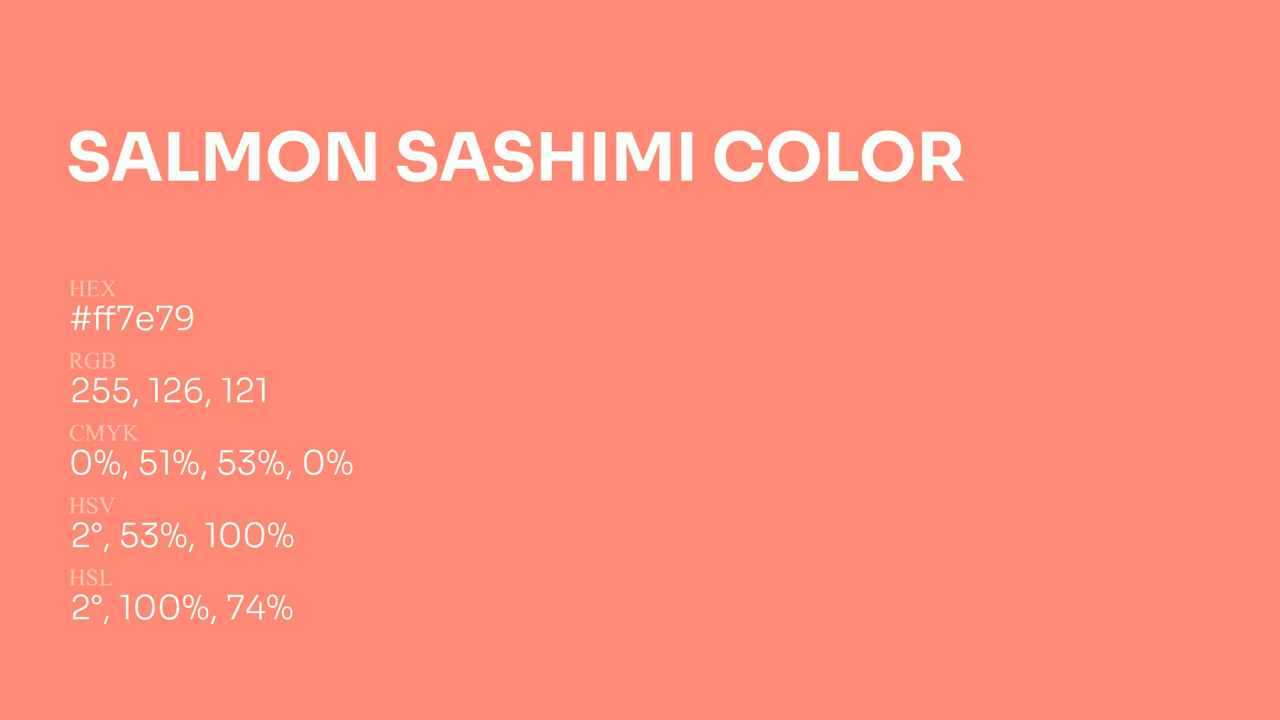 SALMON SASHIMI COLOR
HEX
#ff7e79
RGB
255, 126, 121
CMYK
0%, 51%, 53%, 0%
HSV
2°, 53%, 100%
HSL
2°, 100%, 74%